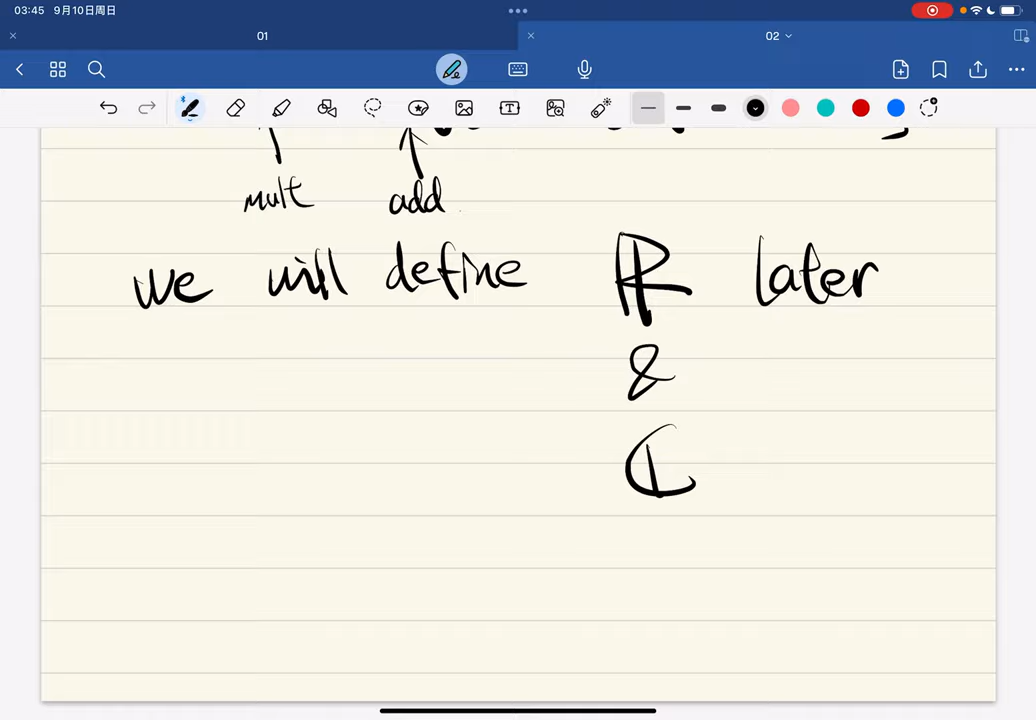 03:45 9月10日周日
01 02
mult add
we will define ℝ later
&
ℂ